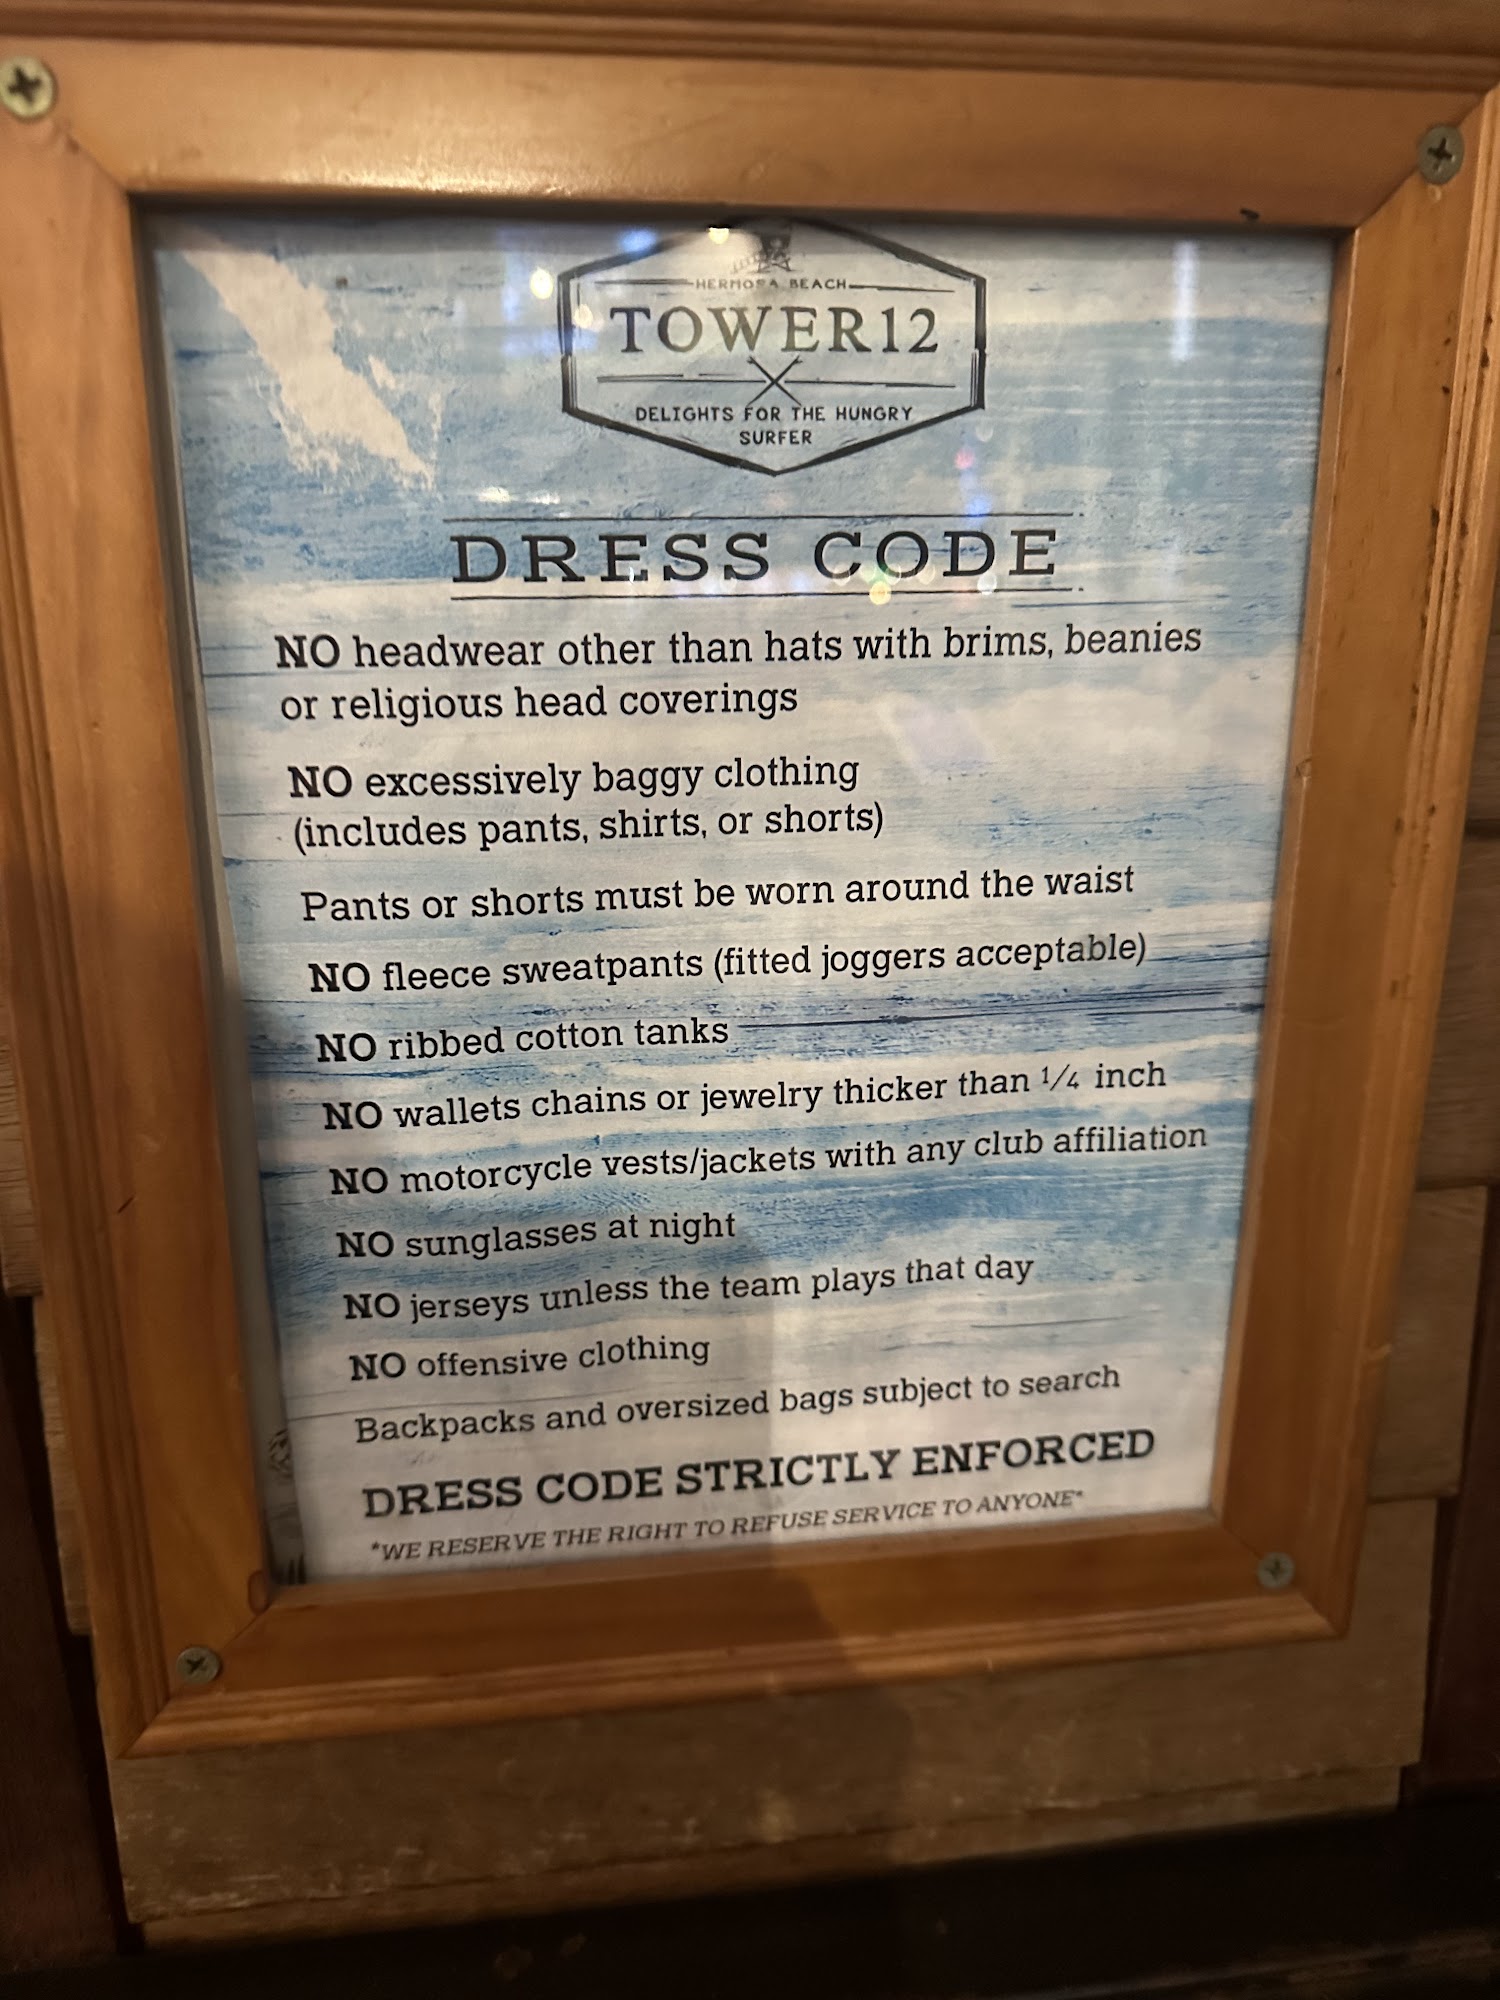 HERMOSA BEACH
TOWER12
DELIGHTS FOR THE HUNGRY
SURFER
DRESS CODE
NO headwear other than hats with brims, beanies
or religious head coverings
NO excessively baggy clothing
(includes pants, shirts, or shorts)
Pants or shorts must be worn around the waist
NO fleece sweatpants (fitted joggers acceptable)
NO ribbed cotton tanks
NO wallets chains or jewelry thicker than 1/4 inch
NO motorcycle vests/jackets with any club affiliation
NO sunglasses at night
NO jerseys unless the team plays that day
NO offensive clothing
Backpacks and oversized bags subject to search
DRESS CODE STRICTLY ENFORCED
*WE RESERVE THE RIGHT TO REFUSE SERVICE TO ANYONE*